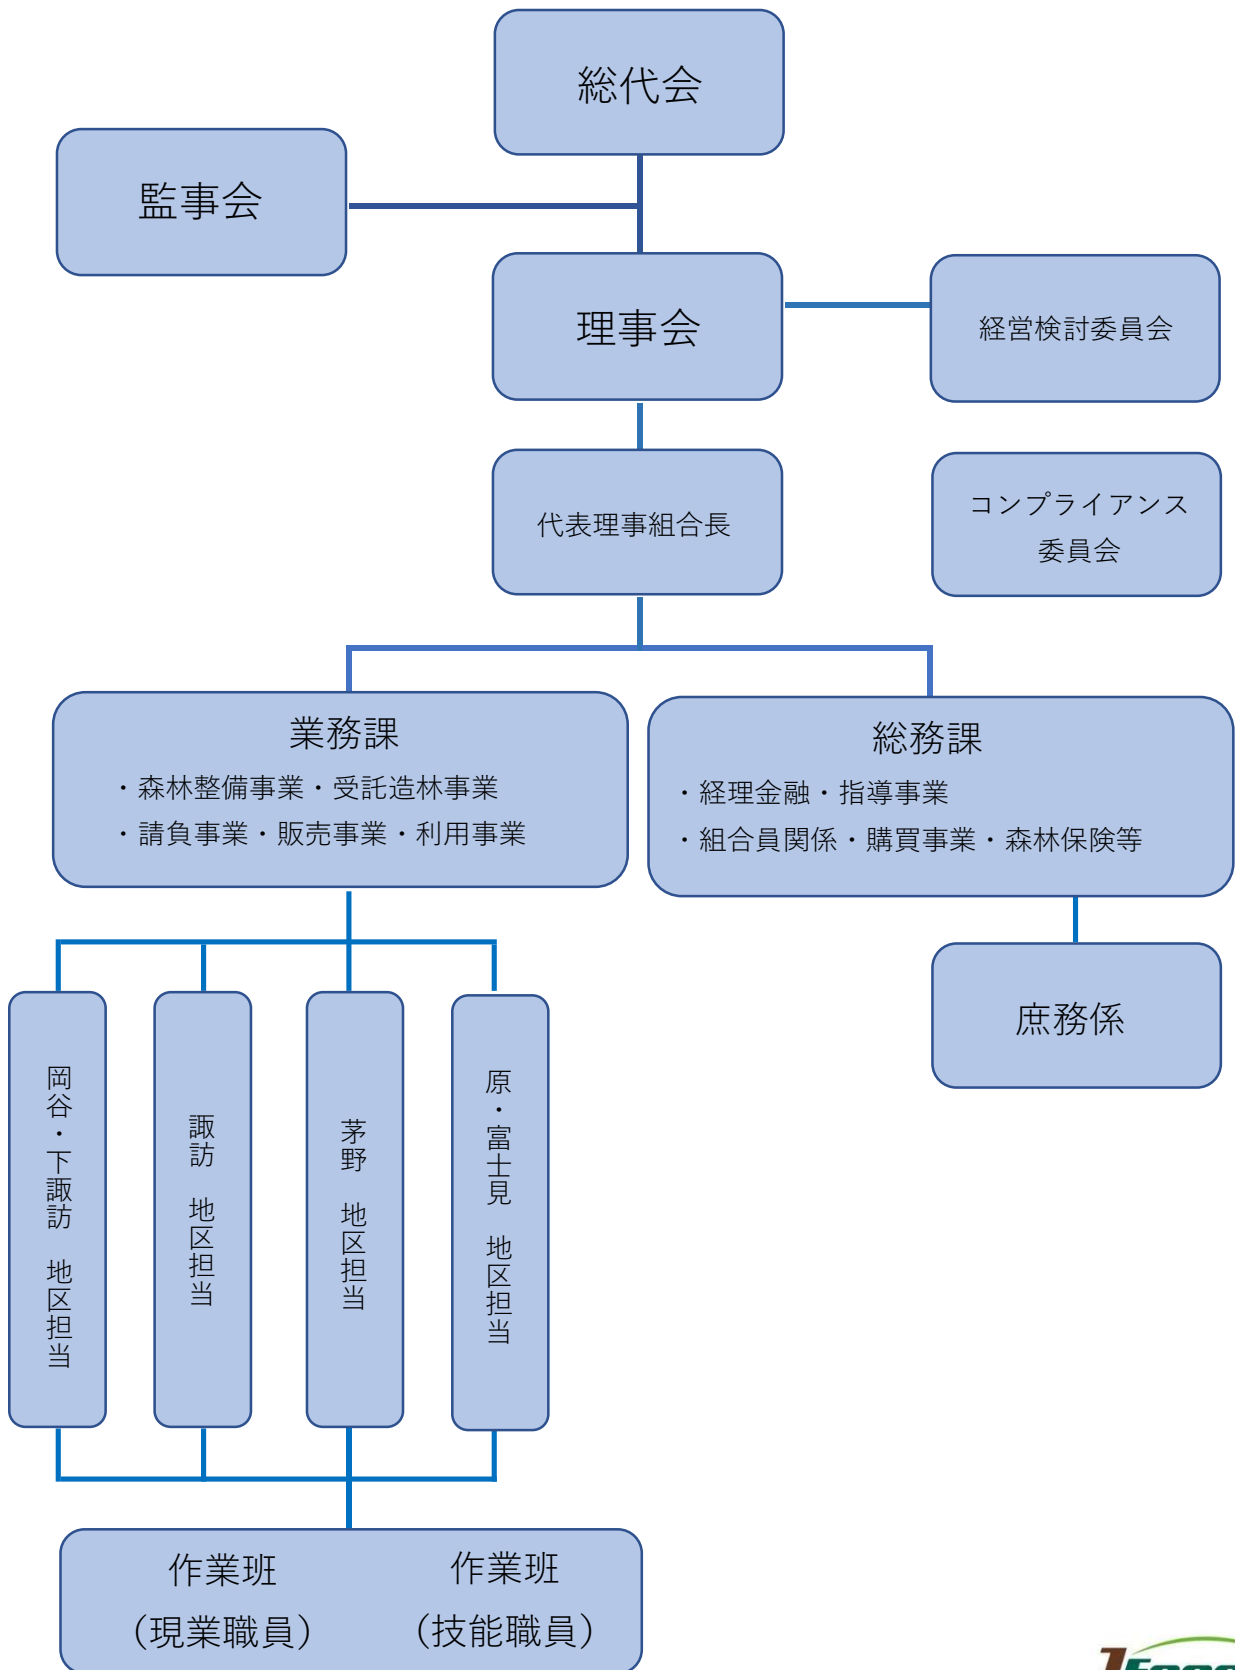 総代会
監事会
理事会
経営検討委員会
代表理事組合長
コンプライアンス
委員会
業務課
・森林整備事業・受託造林事業
・請負事業・販売事業・利用事業
総務課
・経理金融・指導事業
・組合員関係・購買事業・森林保険等
庶務係
岡谷・下諏訪　地区担当
諏訪　地区担当
茅野　地区担当
原・富士見　地区担当
作業班
（現業職員）
作業班
（技能職員）